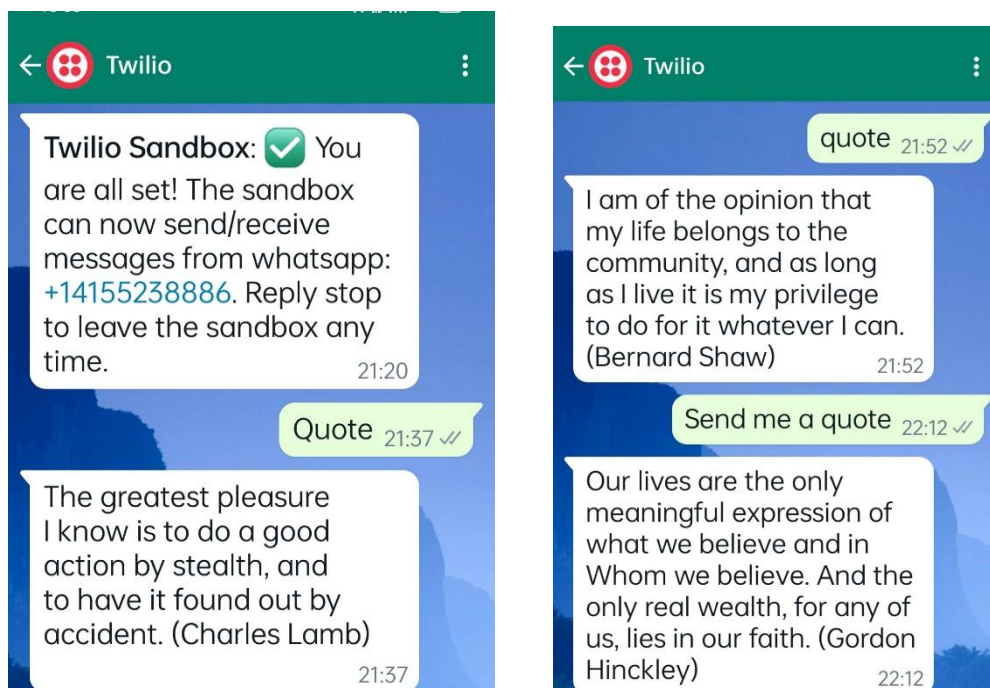 Twilio
Twilio Sandbox: ✅ You
are all set! The sandbox
can now send/receive
messages from whatsapp:
+14155238886. Reply stop
to leave the sandbox any
time. 21:20
Quote 21:37
The greatest pleasure
I know is to do a good
action by stealth, and
to have it found out by
accident. (Charles Lamb)
21:37
Twilio
quote 21:52
I am of the opinion that
my life belongs to the
community, and as long
as I live it is my privilege
to do for it whatever I can.
(Bernard Shaw) 21:52
Send me a quote 22:12
Our lives are the only
meaningful expression of
what we believe and in
Whom we believe. And the
only real wealth, for any of
us, lies in our faith. (Gordon
Hinckley) 22:12